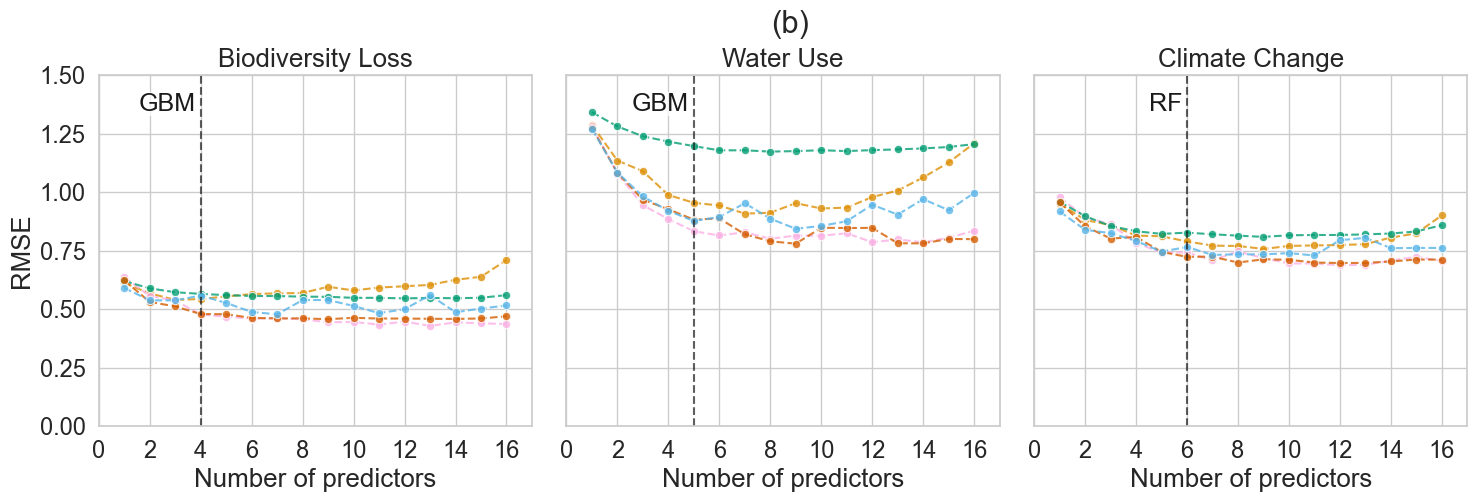 (b)
Biodiversity Loss
Water Use
Climate Change
RMSE
1.50
1.25
1.00
0.75
0.50
0.25
0.00
GBM
GBM
RF
0 2 4 6 8 10 12 14 16
0 2 4 6 8 10 12 14 16
0 2 4 6 8 10 12 14 16
Number of predictors
Number of predictors
Number of predictors